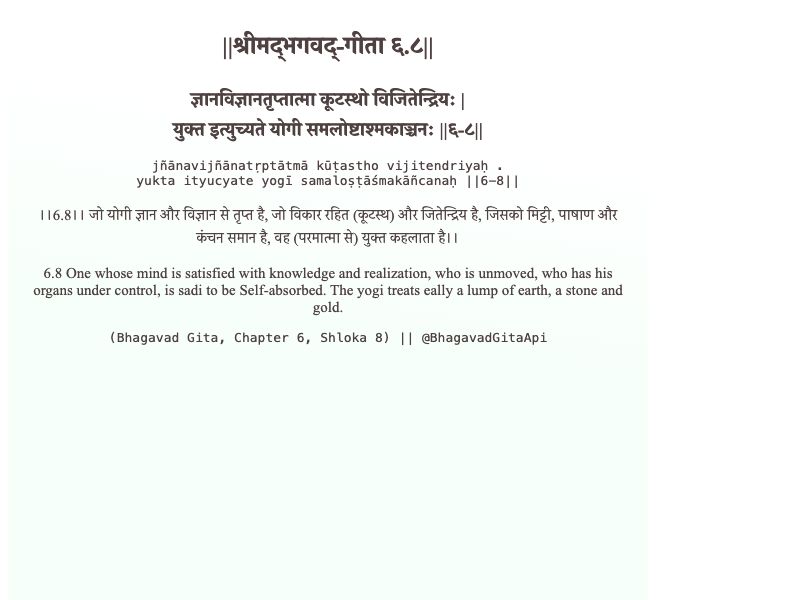 ||श्रीमद्‍भगवद्‍-गीता ६.८||
ज्ञानविज्ञानतृप्तात्मा कूटस्थो विजितेन्द्रियः |
युक्त इत्युच्यते योगी समलोष्टाश्मकाञ्चनः ||६-८||
jñānavijñānatṛptātmā kūṭastho vijitendriyaḥ .
yukta ityucyate yogī samaloṣṭāśmakāñcanaḥ ||6-8||
।।6.8।। जो योगी ज्ञान और विज्ञान से तृप्त है, जो विकार रहित (कूटस्थ) और जितेन्द्रिय है, जिसको मिट्टी, पाषाण और
कंचन समान है, वह (परमात्मा से) युक्त कहलाता है।।
6.8 One whose mind is satisfied with knowledge and realization, who is unmoved, who has his
organs under control, is sadi to be Self-absorbed. The yogi treats eally a lump of earth, a stone and
gold.
(Bhagavad Gita, Chapter 6, Shloka 8) || @BhagavadGitaApi